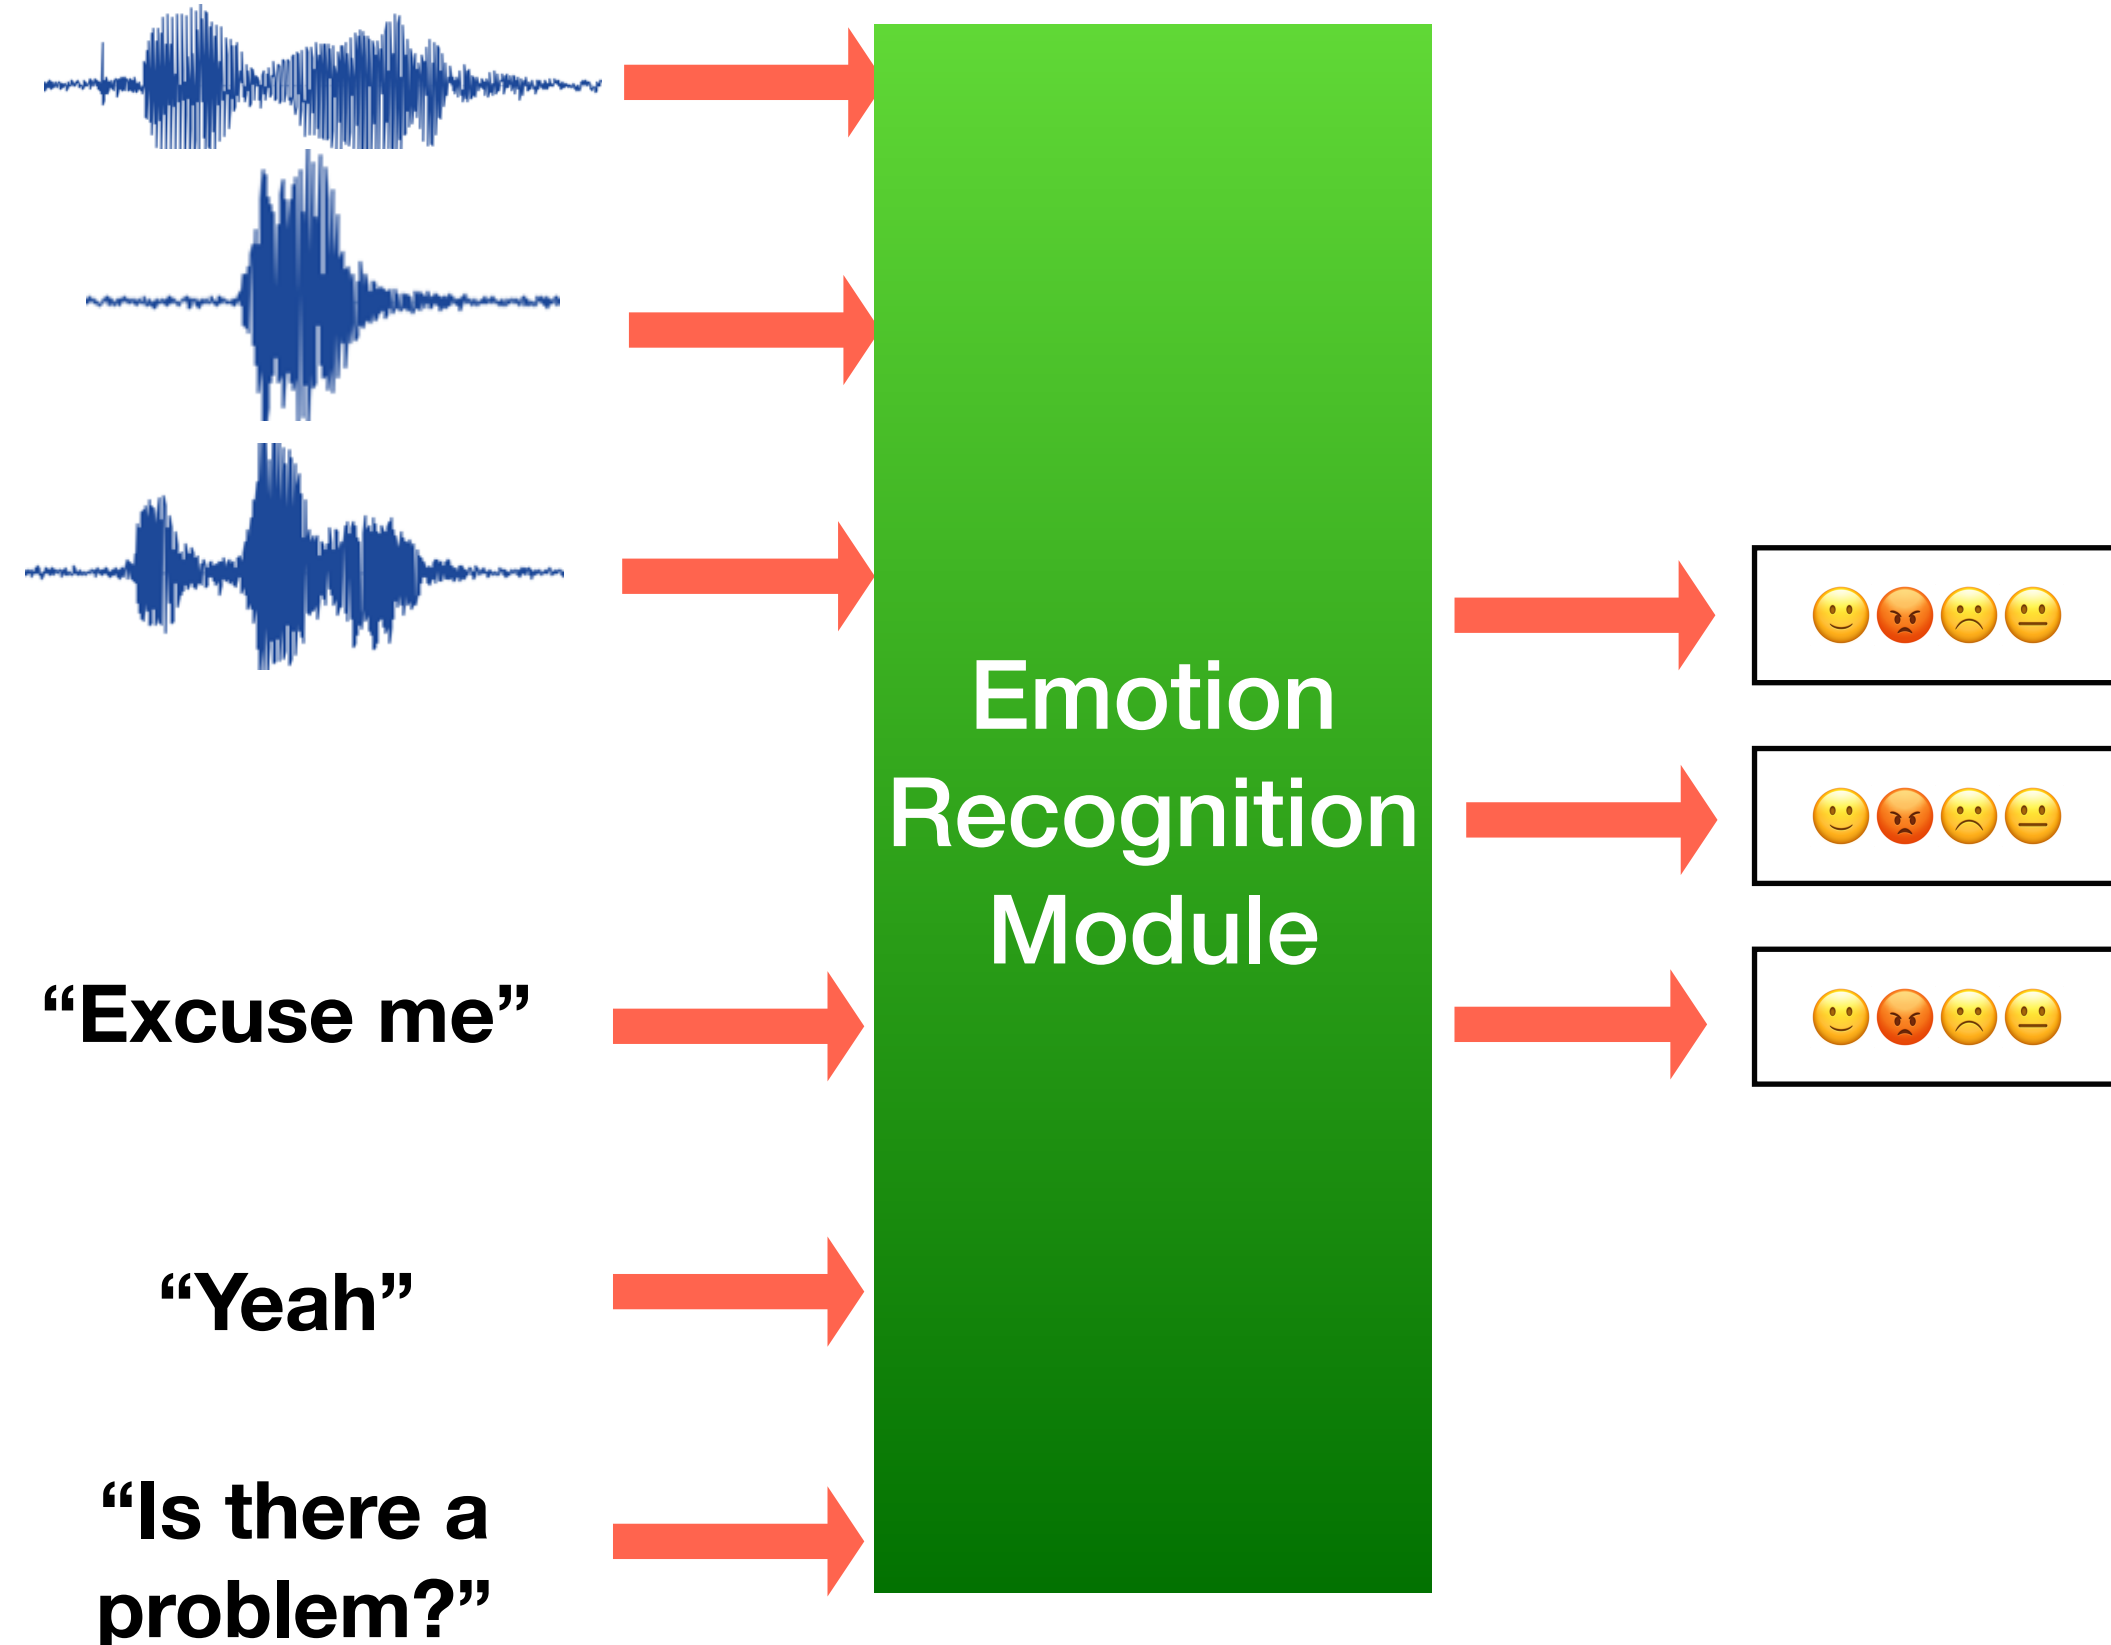 Emotion
Recognition
Module
“Excuse me”
“Yeah”
“Is there a
problem?”